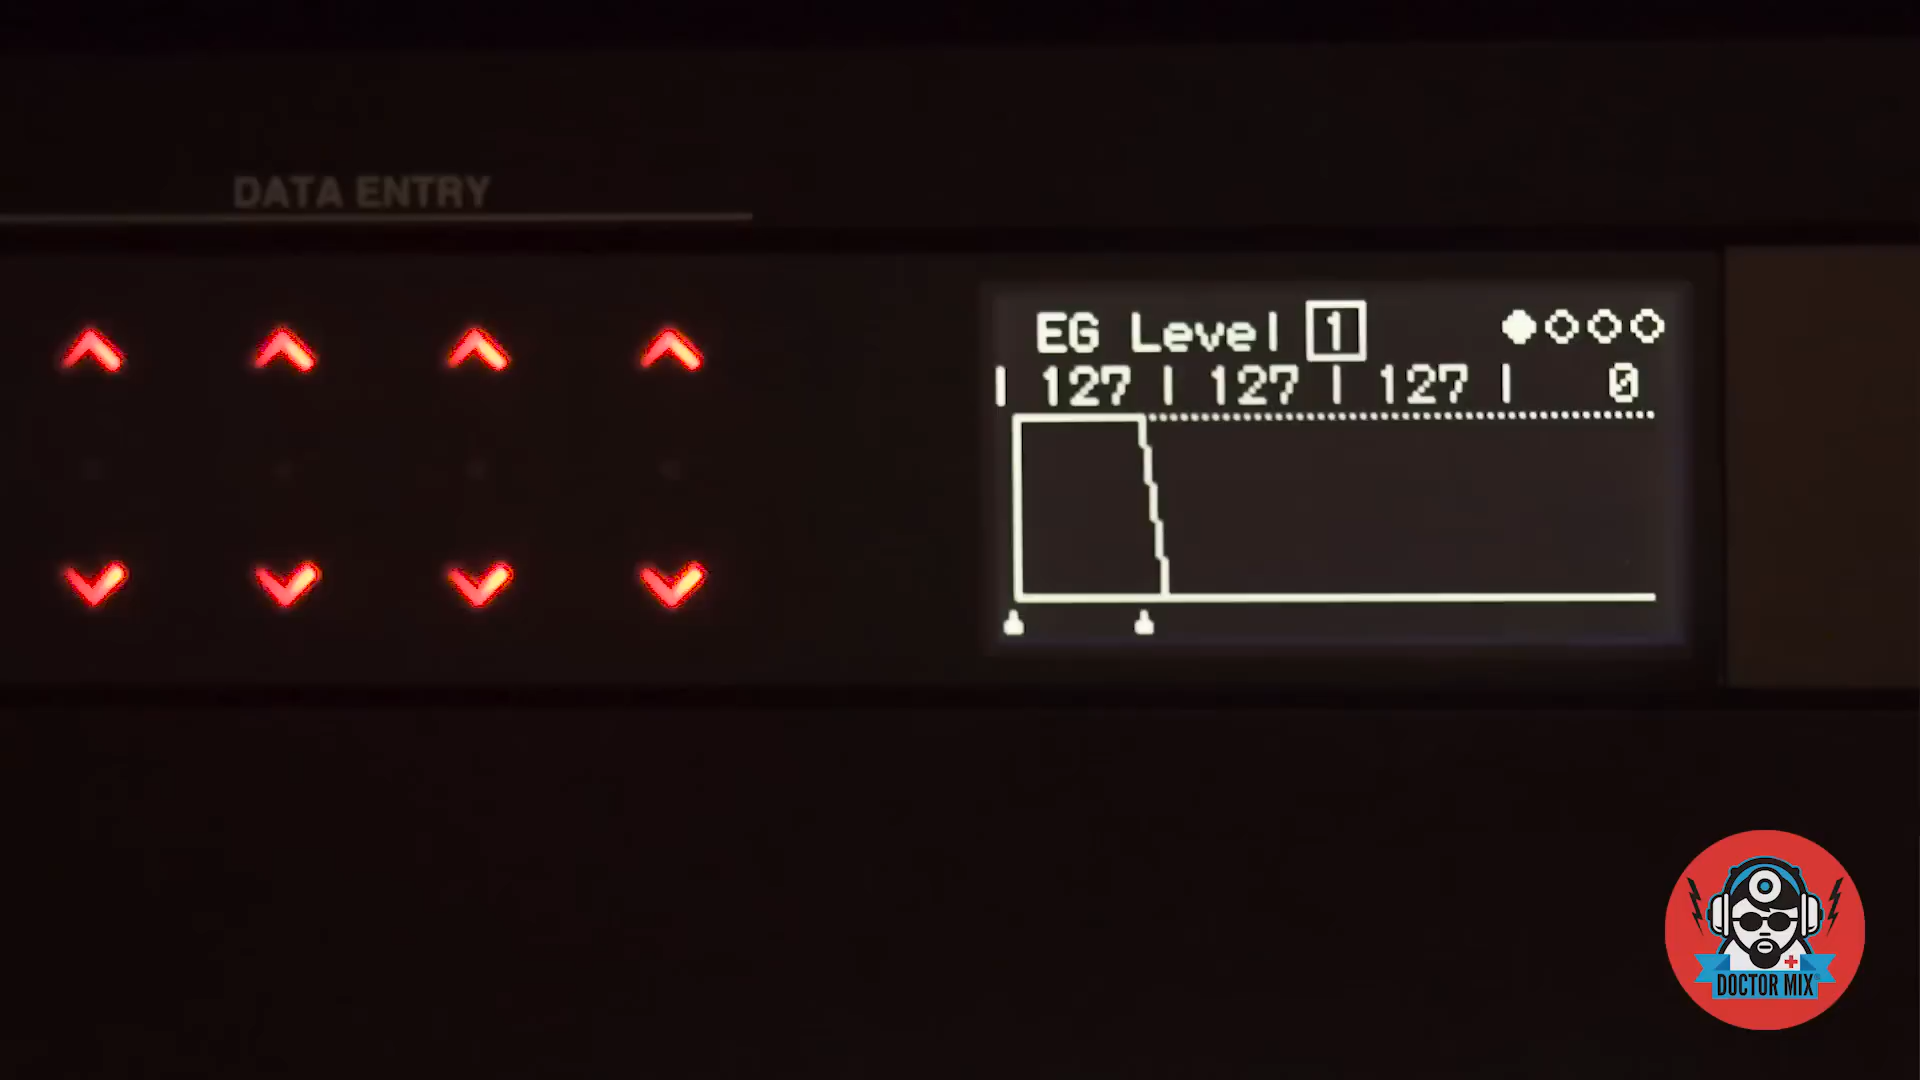 DATA ENTRY
EG Level 1
| 127 | 127 | 127 | 0
DOCTOR MIX